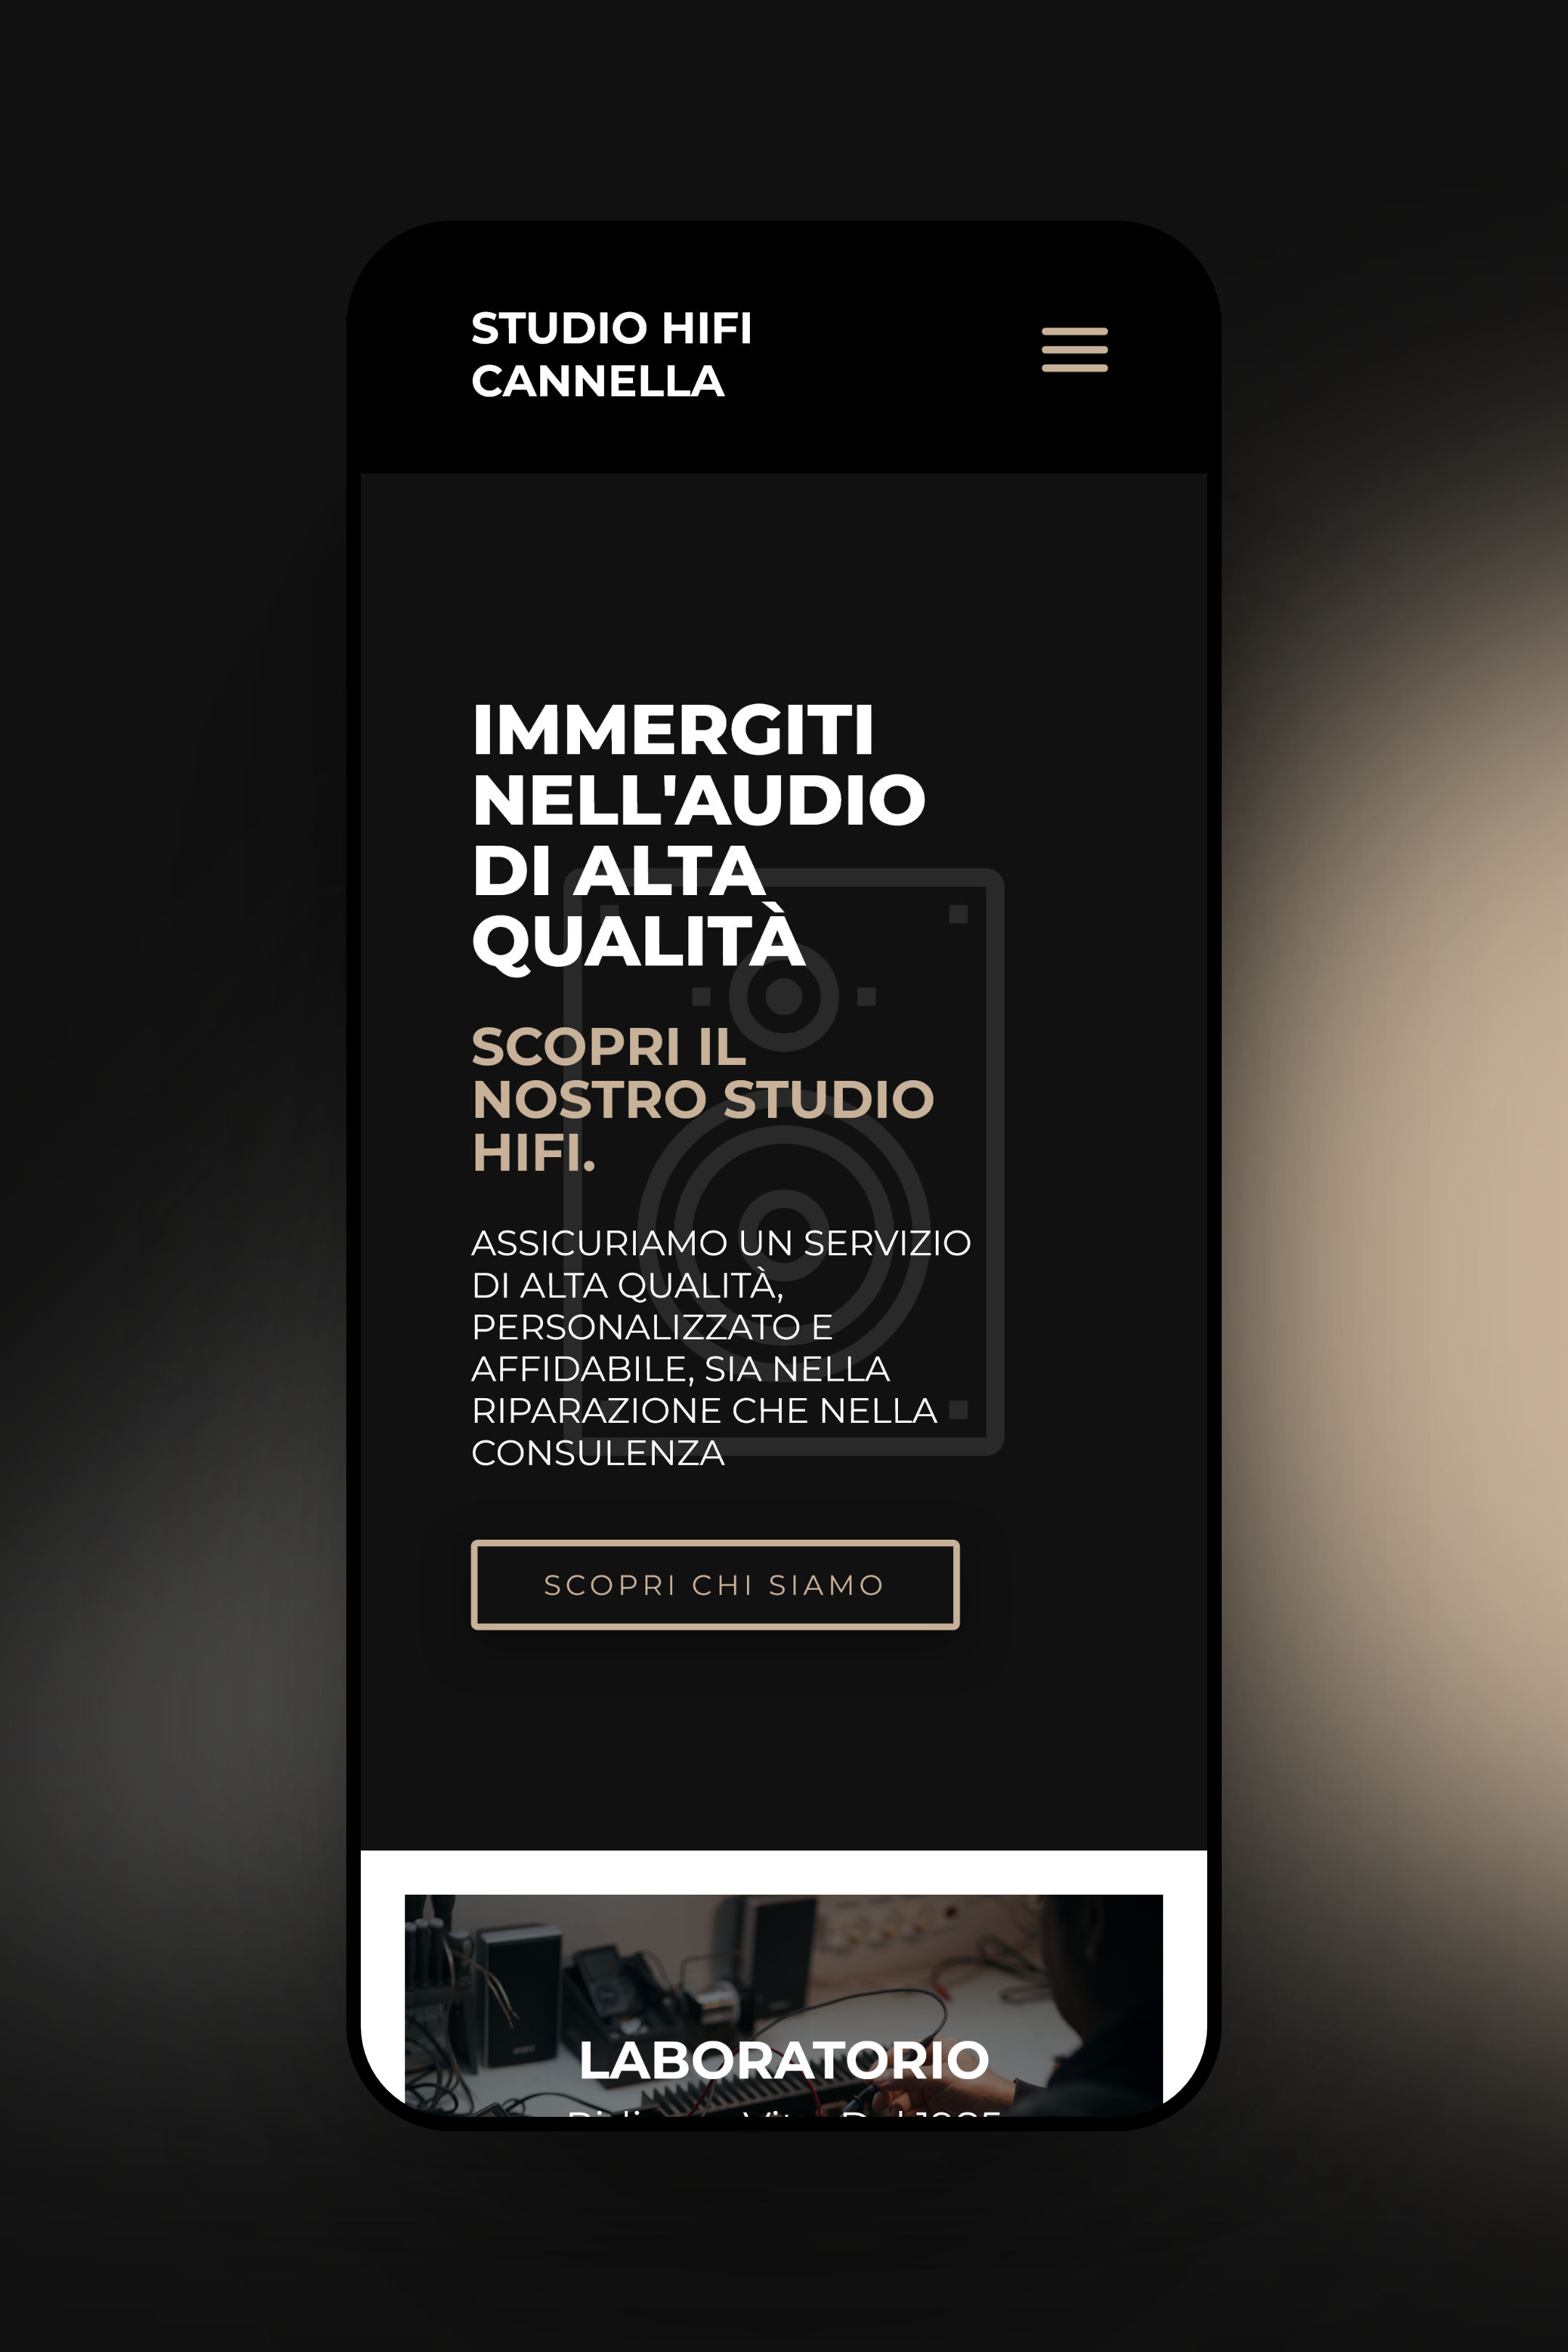 STUDIO HIFI
CANNELLA
IMMERGITI
NELL'AUDIO
DI ALTA
QUALITÀ
SCOPRI IL
NOSTRO STUDIO
HIFI.
ASSICURIAMO UN SERVIZIO
DI ALTA QUALITÀ,
PERSONALIZZATO E
AFFIDABILE, SIA NELLA
RIPARAZIONE CHE NELLA
CONSULENZA
SCOPRI CHI SIAMO
LABORATORIO